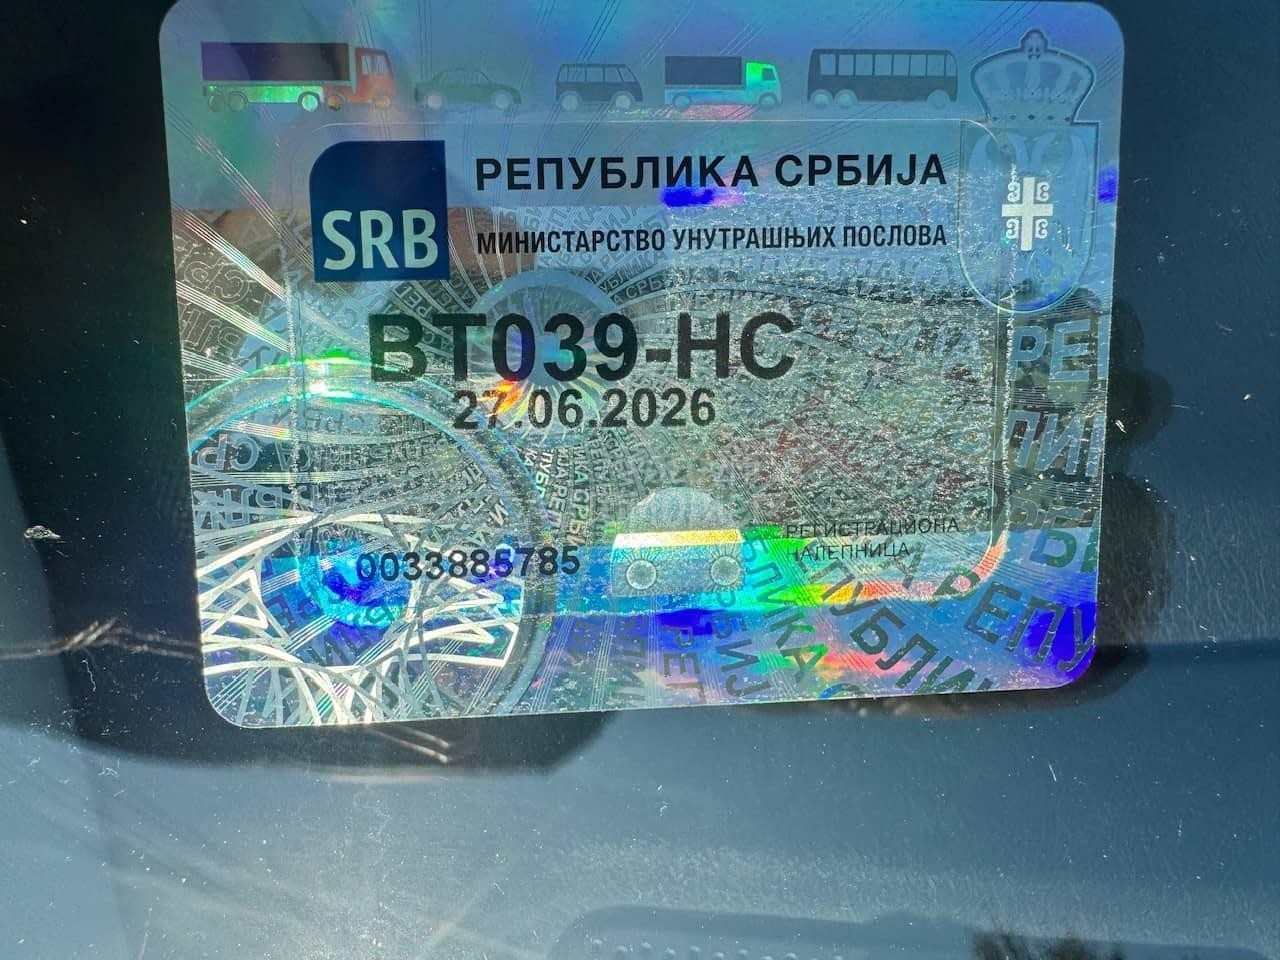 РЕПУБЛИКА СРБИЈА
SRB
МИНИСТАРСТВО УНУТРАШЊИХ ПОСЛОВА
BT039-HC
27.06.2026
РЕГИСТРАЦИОНА
НАЛЕПНИЦА
0033885785